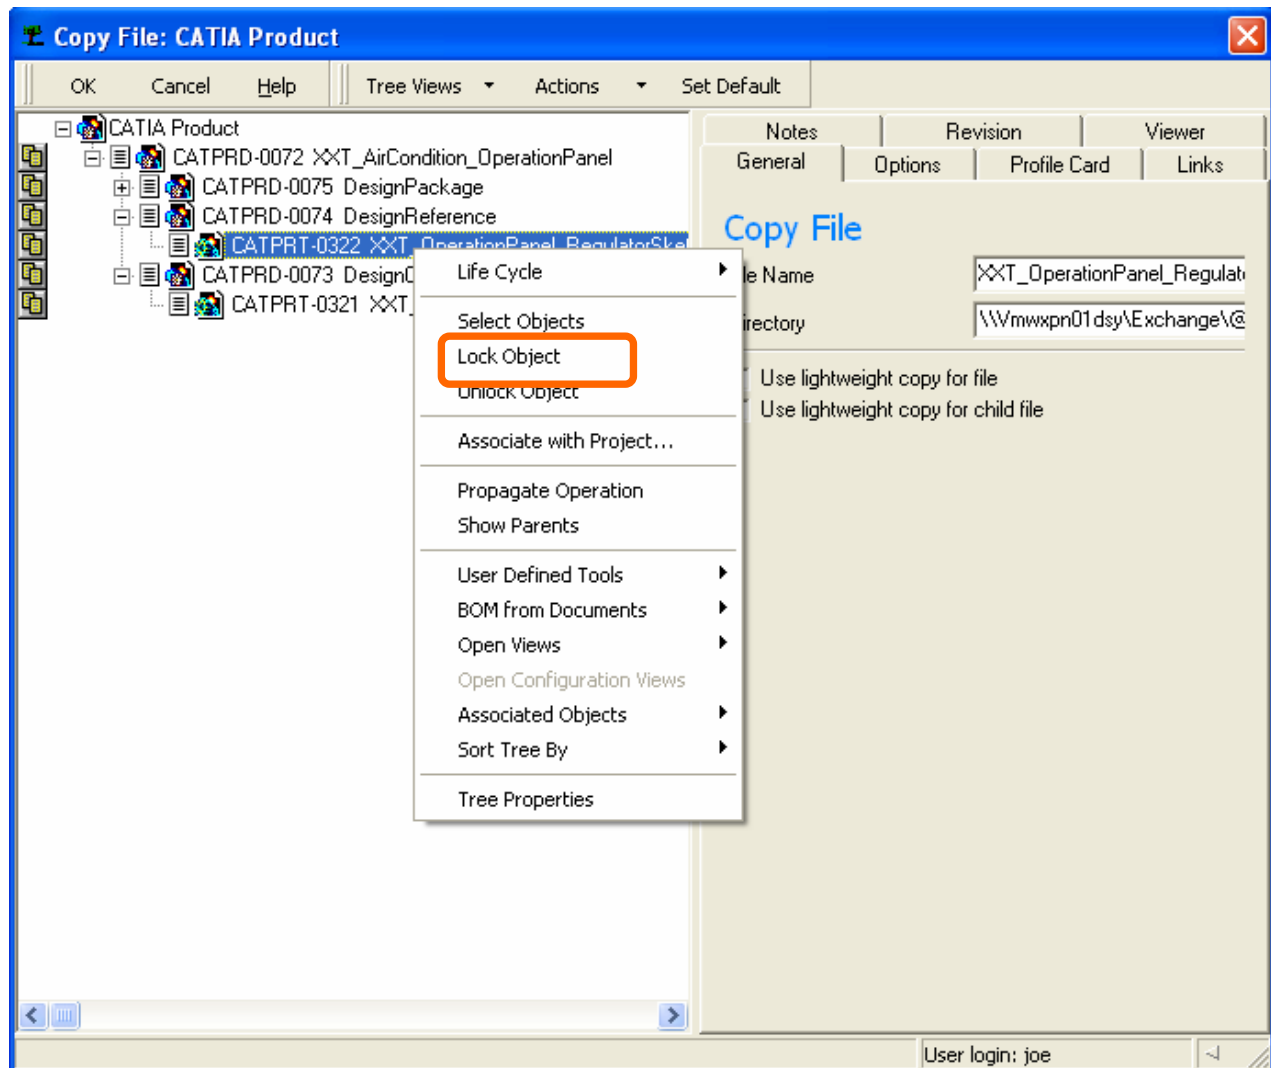 Copy File: CATIA Product
OK Cancel Help Tree Views Actions Set Default
CATIA Product
CATPRD-0072 XXT_AirCondition_OperationPanel
CATPRD-0075 DesignPackage
CATPRD-0074 DesignReference
CATPRT-0322 XXT_OperationPanel_RegulatorSkel
CATPRD-0073 Design
CATPRT-0321 XXT_
Life Cycle
Select Objects
Lock Object
Unlock Object
Associate with Project...
Propagate Operation
Show Parents
User Defined Tools
BOM from Documents
Open Views
Open Configuration Views
Associated Objects
Sort Tree By
Tree Properties
Notes Revision Viewer
General Options Profile Card Links
Copy File
le Name XXT_OperationPanel_Regulat
irectory \\Vmwxpn01dsy\Exchange\@
Use lightweight copy for file
Use lightweight copy for child file
User login: joe